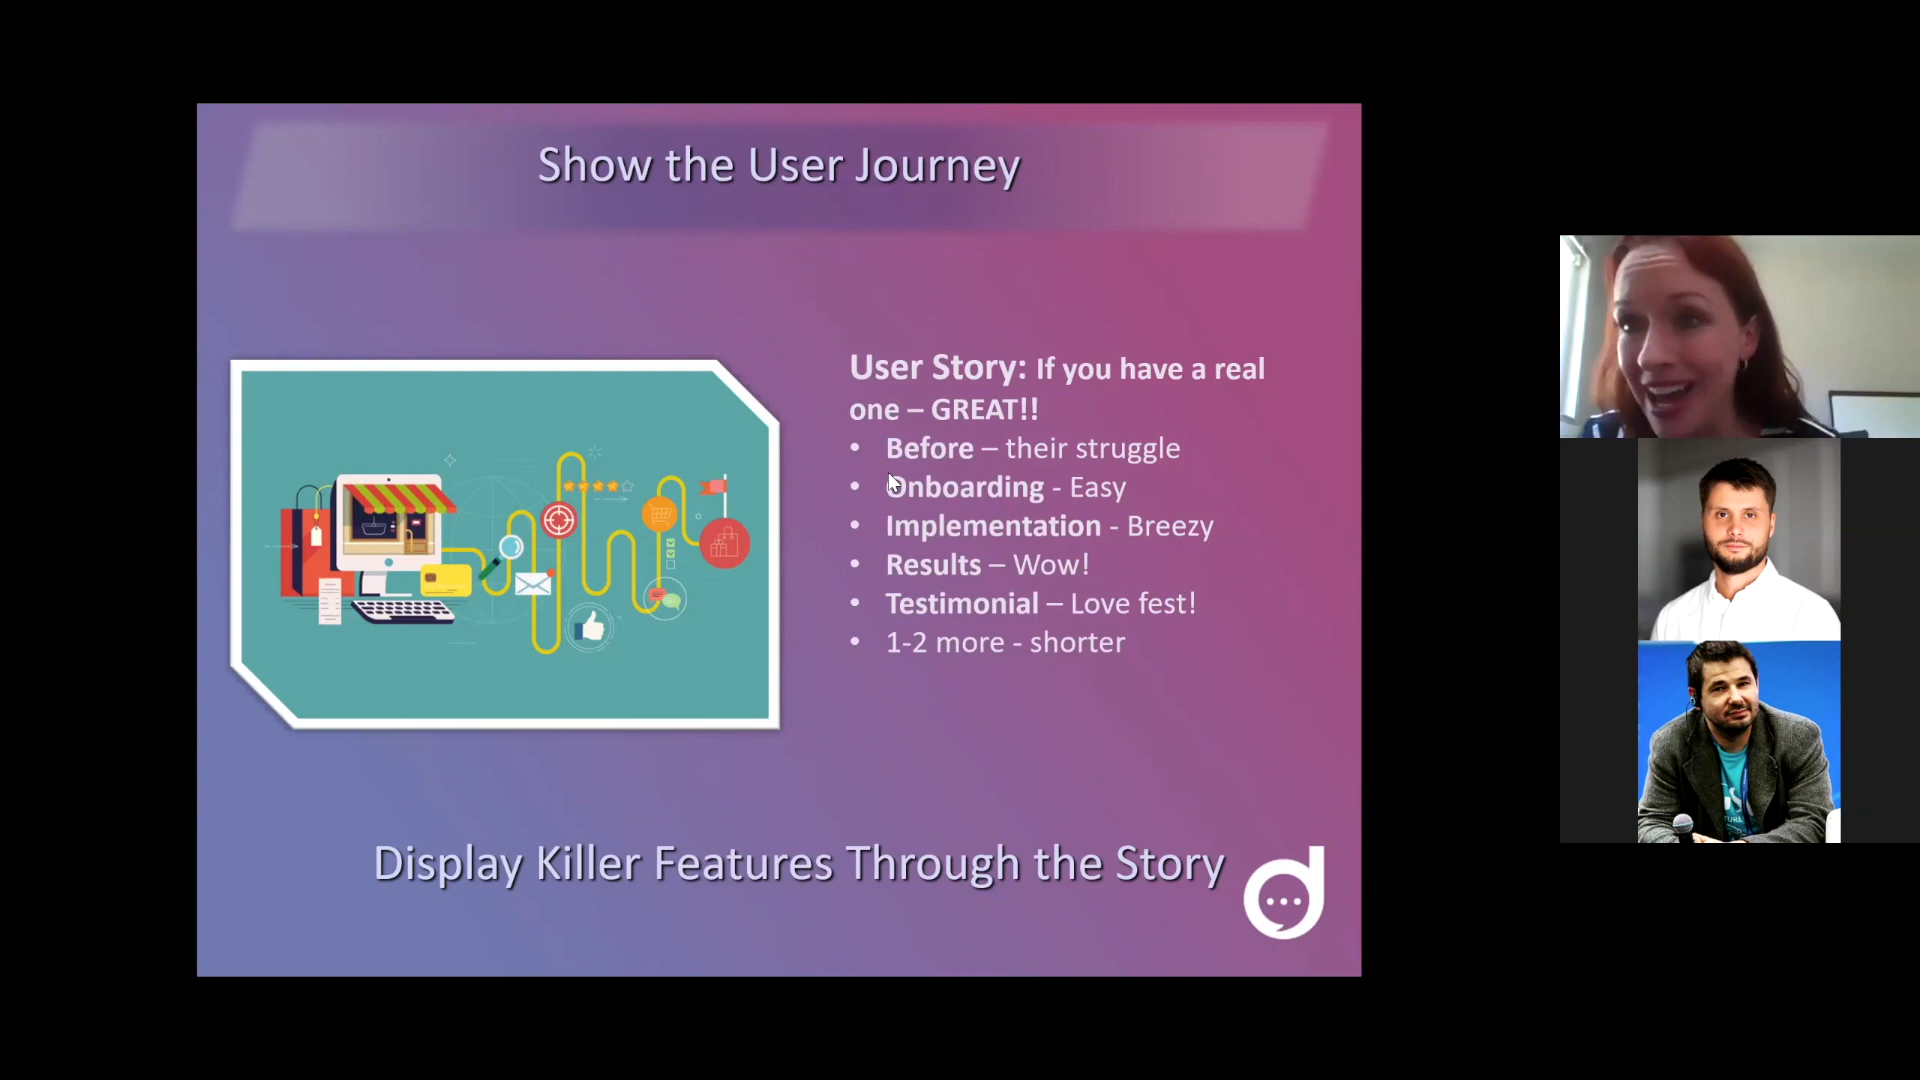 Show the User Journey
User Story: If you have a real
one – GREAT!!
• Before – their struggle
• Onboarding - Easy
• Implementation - Breezy
• Results – Wow!
• Testimonial – Love fest!
• 1-2 more - shorter
Display Killer Features Through the Story